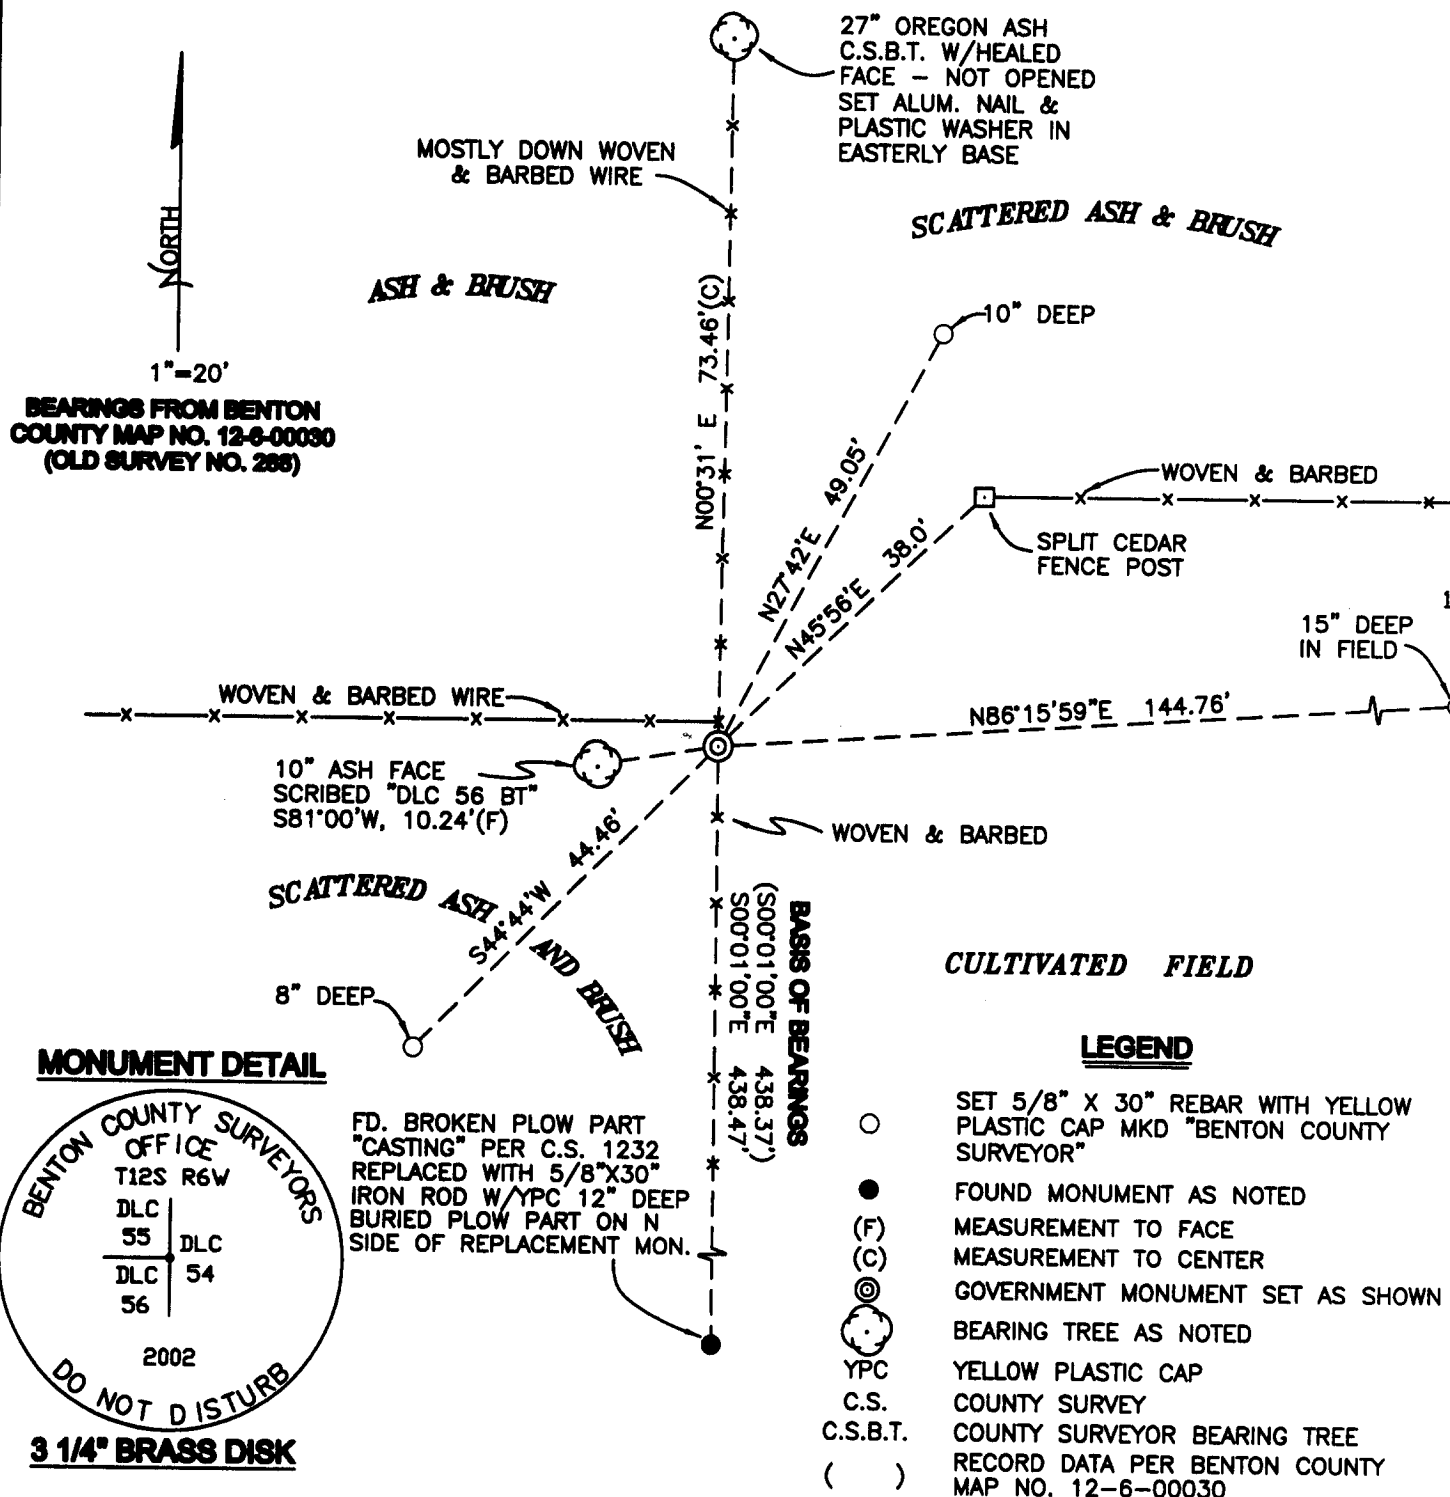 27" OREGON ASH
C.S.B.T. W/HEALED
FACE – NOT OPENED
SET ALUM. NAIL &
PLASTIC WASHER IN
EASTERLY BASE
MOSTLY DOWN WOVEN
& BARBED WIRE
SCATTERED ASH & BRUSH
NORTH
ASH & BRUSH
1"=20'
BEARINGS FROM BENTON
COUNTY MAP NO. 12-6-00030
(OLD SURVEY NO. 286)
N00°31' E 73.46'(C)
10" DEEP
N27°42'E 49.05'
WOVEN & BARBED
N45°56'E 38.0'
SPLIT CEDAR
FENCE POST
1
15" DEEP
IN FIELD
WOVEN & BARBED WIRE
N86°15'59"E 144.76'
10" ASH FACE
SCRIBED "DLC 56 BT"
S81°00'W, 10.24'(F)
WOVEN & BARBED
S44°44'W 44.46'
SCATTERED ASH
AND BRUSH
8" DEEP
BASIS OF BEARINGS
(S00°01'00"E 438.37')
S00°01'00"E 438.47'
CULTIVATED FIELD
MONUMENT DETAIL
BENTON COUNTY SURVEYORS
OFFICE
T12S R6W
DLC
55
DLC
54
DLC
56
2002
DO NOT DISTURB
3 1/4" BRASS DISK
FD. BROKEN PLOW PART
"CASTING" PER C.S. 1232
REPLACED WITH 5/8"X30"
IRON ROD W/YPC 12" DEEP
BURIED PLOW PART ON N
SIDE OF REPLACEMENT MON.
LEGEND
SET 5/8" X 30" REBAR WITH YELLOW
PLASTIC CAP MKD "BENTON COUNTY
SURVEYOR"
FOUND MONUMENT AS NOTED
(F) MEASUREMENT TO FACE
(C) MEASUREMENT TO CENTER
GOVERNMENT MONUMENT SET AS SHOWN
BEARING TREE AS NOTED
YPC YELLOW PLASTIC CAP
C.S. COUNTY SURVEY
C.S.B.T. COUNTY SURVEYOR BEARING TREE
( ) RECORD DATA PER BENTON COUNTY
MAP NO. 12–6–00030